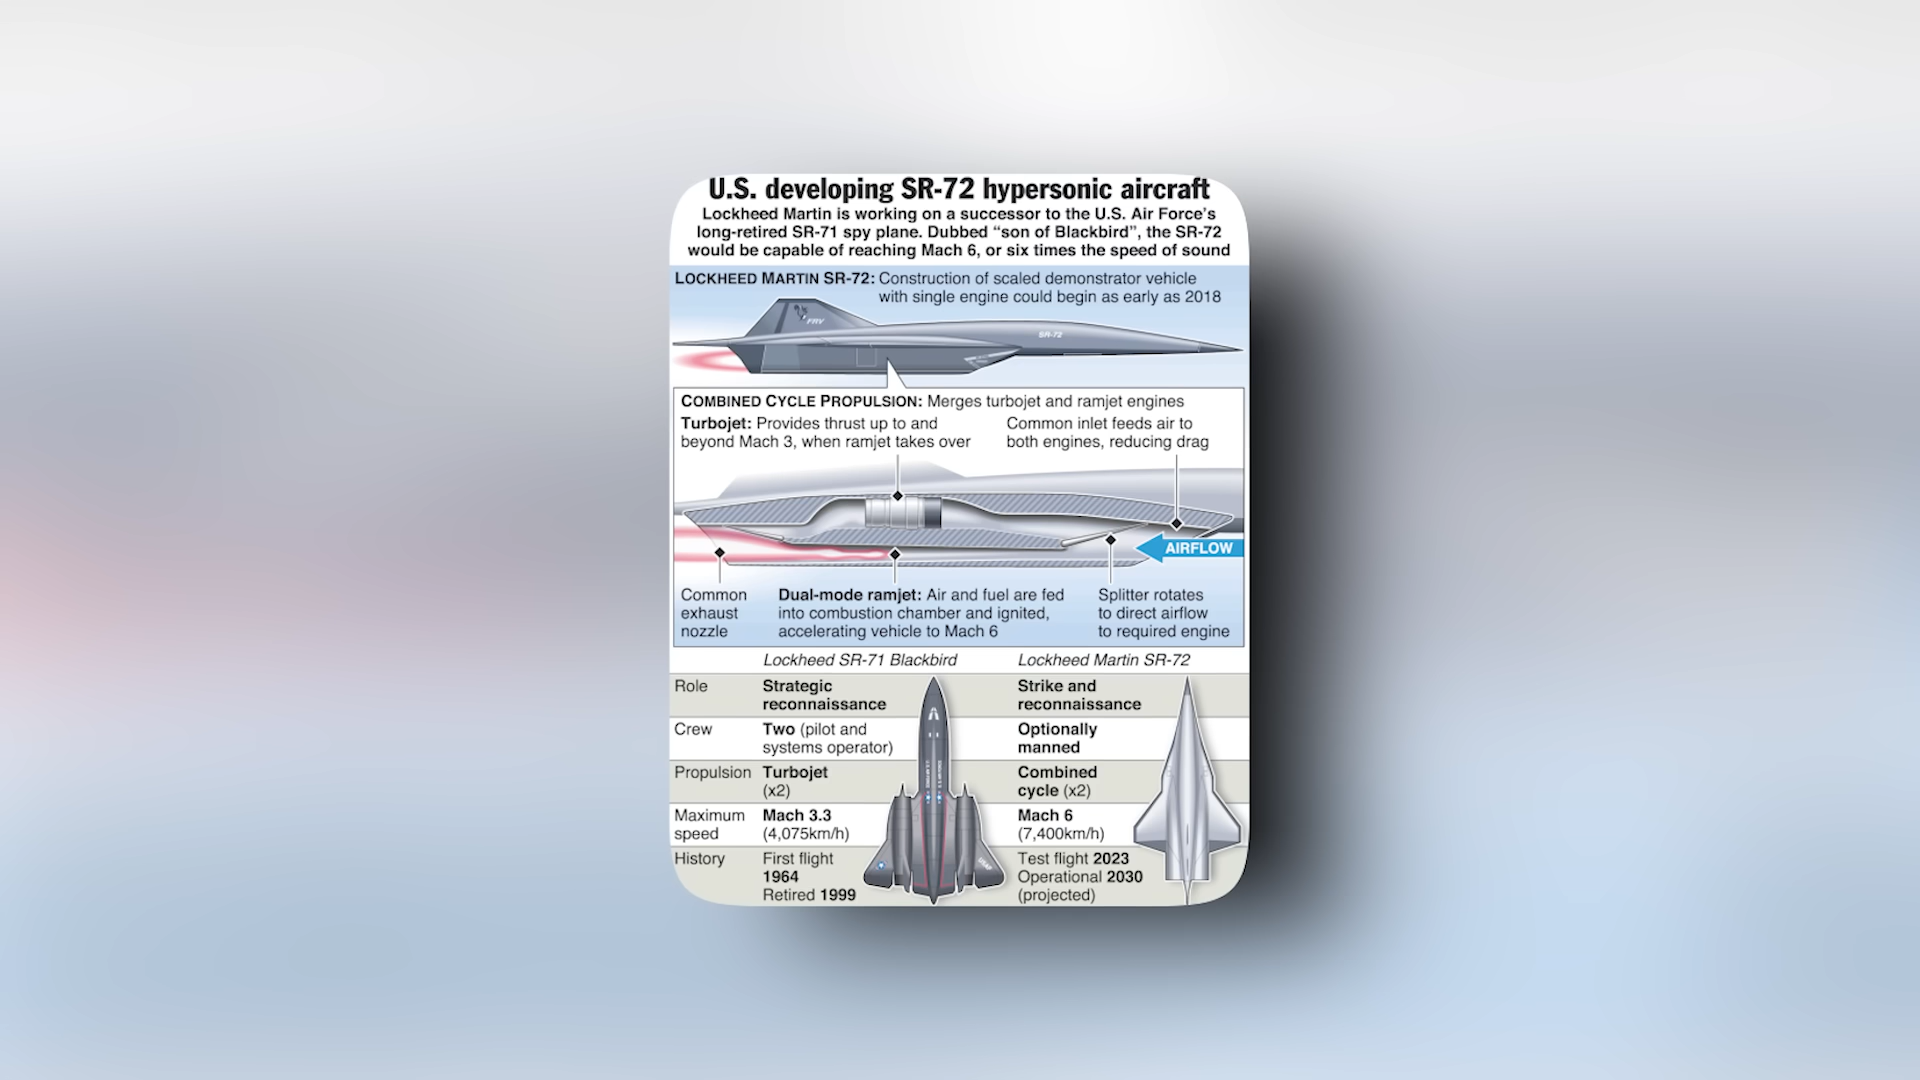 U.S. developing SR-72 hypersonic aircraft
Lockheed Martin is working on a successor to the U.S. Air Force's
long-retired SR-71 spy plane. Dubbed “son of Blackbird”, the SR-72
would be capable of reaching Mach 6, or six times the speed of sound
LOCKHEED MARTIN SR-72: Construction of scaled demonstrator vehicle
with single engine could begin as early as 2018
FRV
SR-72
COMBINED CYCLE PROPULSION: Merges turbojet and ramjet engines
Turbojet: Provides thrust up to and
beyond Mach 3, when ramjet takes over
Common inlet feeds air to
both engines, reducing drag
AIRFLOW
Common
exhaust
nozzle
Dual-mode ramjet: Air and fuel are fed
into combustion chamber and ignited,
accelerating vehicle to Mach 6
Splitter rotates
to direct airflow
to required engine
Lockheed SR-71 Blackbird
Lockheed Martin SR-72
Role
Strategic
reconnaissance
Strike and
reconnaissance
Crew
Two (pilot and
systems operator)
Optionally
manned
Propulsion
Turbojet
(x2)
Combined
cycle (x2)
Maximum
speed
Mach 3.3
(4,075km/h)
Mach 6
(7,400km/h)
History
First flight
1964
Retired 1999
USAF
Test flight 2023
Operational 2030
(projected)